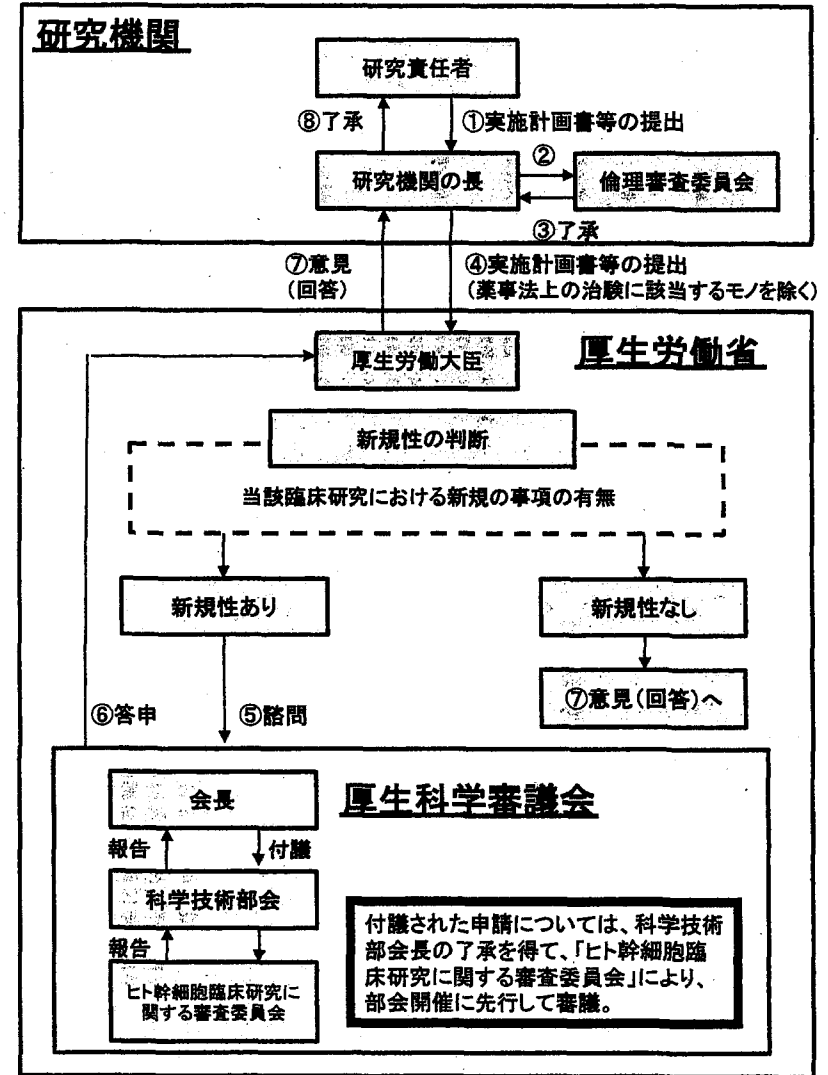 研究機関
研究責任者
⑧了承
①実施計画書等の提出
②
研究機関の長
倫理審査委員会
③了承
⑦意見
(回答)
④実施計画書等の提出
(薬事法上の治験に該当するモノを除く)
厚生労働省
厚生労働大臣
新規性の判断
当該臨床研究における新規の事項の有無
新規性あり
新規性なし
⑦意見(回答)へ
⑥答申
⑤諮問
厚生科学審議会
会長
報告
付議
科学技術部会
報告
ヒト幹細胞臨床研究に
関する審査委員会
付議された申請については、科学技術
部会長の了承を得て、「ヒト幹細胞臨
床研究に関する審査委員会」により、
部会開催に先行して審議。